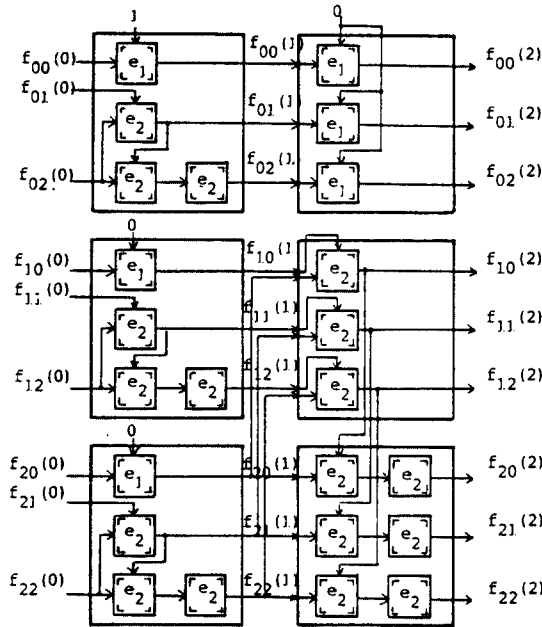 1 0
f00(0) e1 f00(1) e1 f00(2)
f01(0) e2 f01(1) e1 f01(2)
f02(0) e2 e2 f02(1 e1 f02(2)
0
f10(0) e1 f10(1 e2 f10(2)
f11(0) e2 f11(1) e2 f11(2)
f12(0) e2 e2 f12(1) e2 f12(2)
0
f20(0) e1 f20(1) e2 e2 f20(2)
f21(0) e2 f21(1) e2 e2 f21(2)
f22(0) e2 e2 f22(1) e2 e2 f22(2)